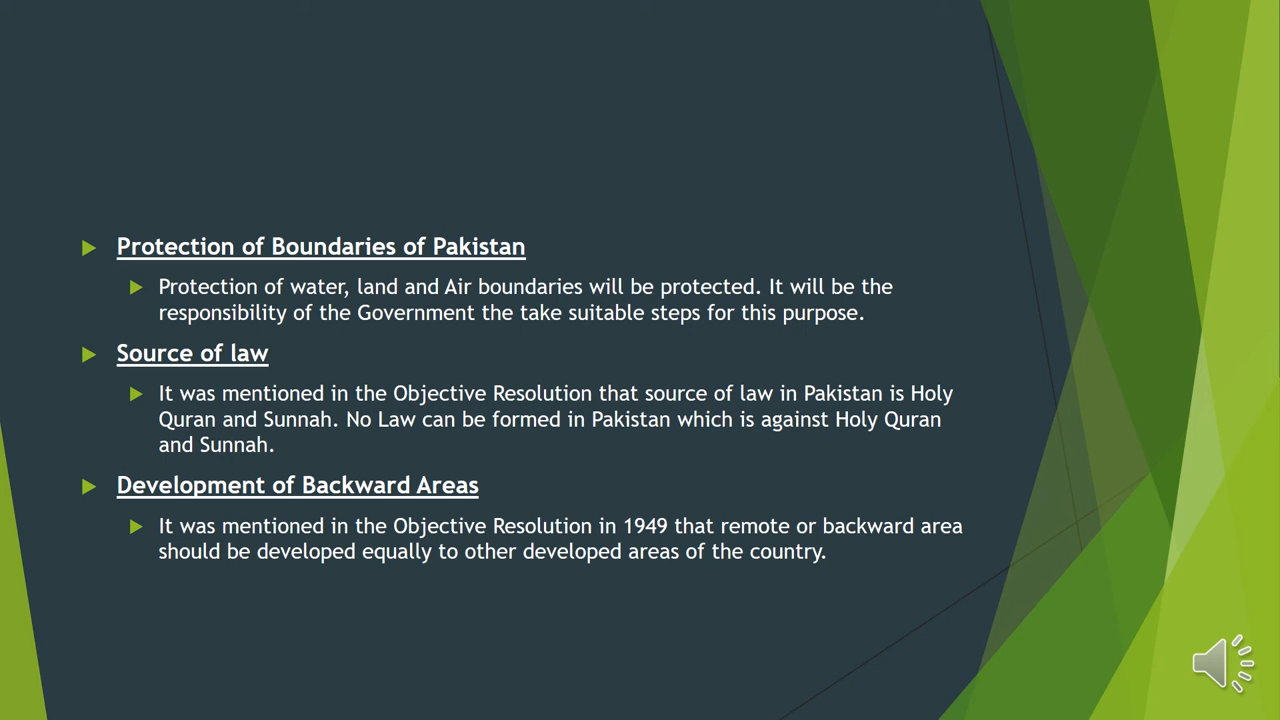 Protection of Boundaries of Pakistan
Protection of water, land and Air boundaries will be protected. It will be the
responsibility of the Government the take suitable steps for this purpose.
Source of law
It was mentioned in the Objective Resolution that source of law in Pakistan is Holy
Quran and Sunnah. No Law can be formed in Pakistan which is against Holy Quran
and Sunnah.
Development of Backward Areas
It was mentioned in the Objective Resolution in 1949 that remote or backward area
should be developed equally to other developed areas of the country.